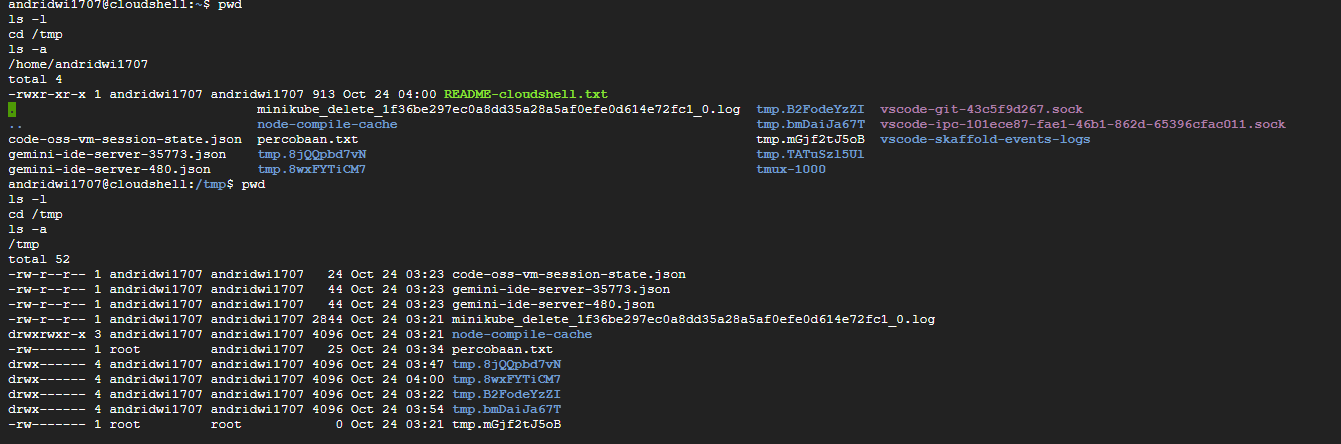 andridwi1707@cloudshell:~$ pwd
ls -l
cd /tmp
ls -a
/home/andridwi1707
total 4
-rwxr-xr-x 1 andridwi1707 andridwi1707 913 Oct 24 04:00 README-cloudshell.txt
.                                minikube_delete_1f36be297ec0a8dd35a28a5af0efe0d614e72fc1_0.log  tmp.B2FodeYzZI  vscode-git-43c5f9d267.sock
..                               node-compile-cache                                              tmp.bmDaiJa67T  vscode-ipc-101ece87-fae1-46b1-862d-65396cfac011.sock
code-oss-vm-session-state.json  percobaan.txt                                                   tmp.mGjf2tJ5oB  vscode-skaffold-events-logs
gemini-ide-server-35773.json    tmp.8jQQpbd7vN                                                  tmp.TATuSzl5Ul
gemini-ide-server-480.json      tmp.8wxFYTiCM7                                                  tmux-1000
andridwi1707@cloudshell:/tmp$ pwd
ls -l
cd /tmp
ls -a
/tmp
total 52
-rw-r--r-- 1 andridwi1707 andridwi1707   24 Oct 24 03:23 code-oss-vm-session-state.json
-rw-r--r-- 1 andridwi1707 andridwi1707   44 Oct 24 03:23 gemini-ide-server-35773.json
-rw-r--r-- 1 andridwi1707 andridwi1707   44 Oct 24 03:23 gemini-ide-server-480.json
-rw-r--r-- 1 andridwi1707 andridwi1707 2844 Oct 24 03:21 minikube_delete_1f36be297ec0a8dd35a28a5af0efe0d614e72fc1_0.log
drwxrwxr-x 3 andridwi1707 andridwi1707 4096 Oct 24 03:21 node-compile-cache
-rw------- 1 root         andridwi1707   25 Oct 24 03:34 percobaan.txt
drwx------ 4 andridwi1707 andridwi1707 4096 Oct 24 03:47 tmp.8jQQpbd7vN
drwx------ 4 andridwi1707 andridwi1707 4096 Oct 24 04:00 tmp.8wxFYTiCM7
drwx------ 4 andridwi1707 andridwi1707 4096 Oct 24 03:22 tmp.B2FodeYzZI
drwx------ 4 andridwi1707 andridwi1707 4096 Oct 24 03:54 tmp.bmDaiJa67T
-rw------- 1 root         root            0 Oct 24 03:21 tmp.mGjf2tJ5oB